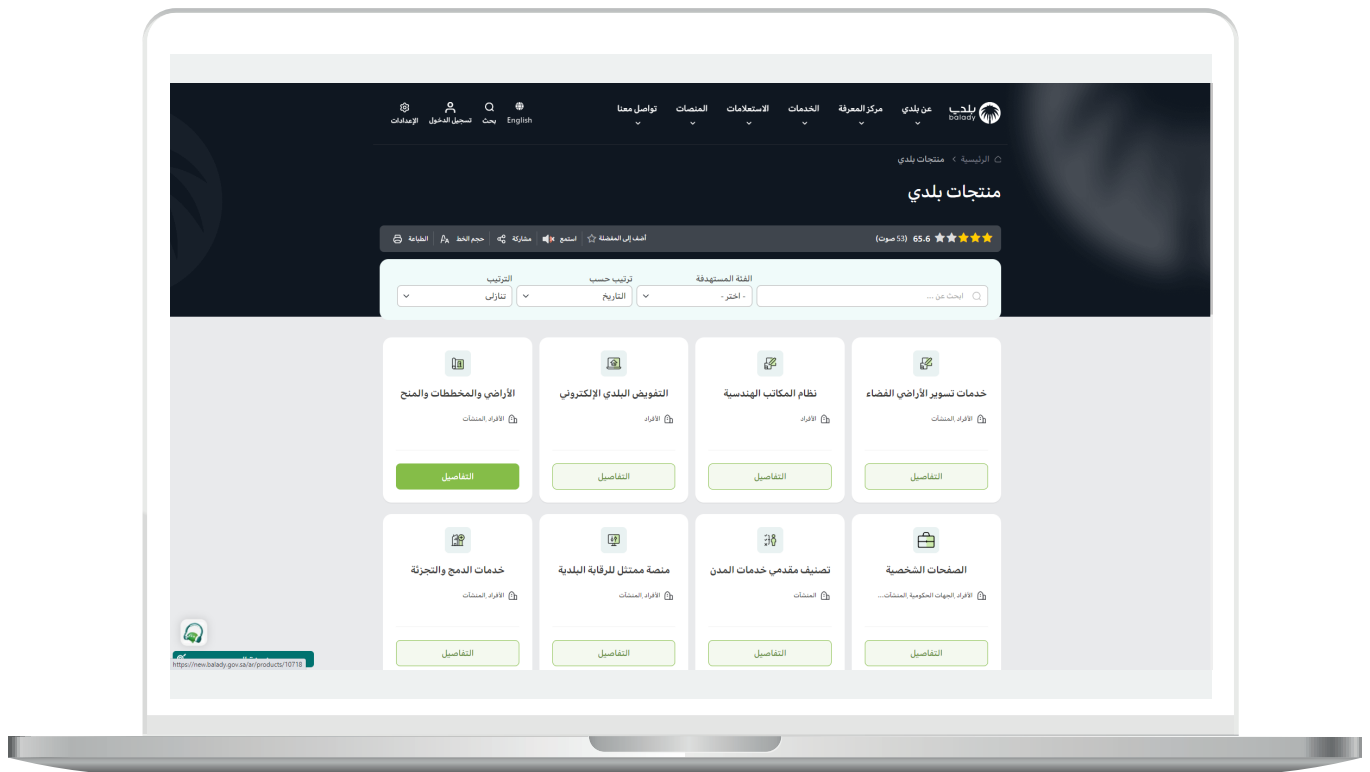 بلدي
balady
عن بلدي
مركز المعرفة
الخدمات
الاستعلامات
المنصات
تواصل معنا
English
بحث
تسجيل الدخول
الإعدادات
الرئيسية > منتجات بلدي
منتجات بلدي
65.6 (53 صوت)
أضف إلى المفضلة
استمع
مشاركة
حجم الخط
الطباعة
الفئة المستهدفة
ترتيب حسب
الترتيب
ابحث عن ...
- اختر -
التاريخ
تنازلى
خدمات تسوير الأراضي الفضاء
الأفراد ,المنشآت
التفاصيل
نظام المكاتب الهندسية
الأفراد
التفاصيل
التفويض البلدي الإلكتروني
الأفراد
التفاصيل
الأراضي والمخططات والمنح
الأفراد ,المنشآت
التفاصيل
الصفحات الشخصية
الأفراد ,الجهات الحكومية ,المنشآت...
التفاصيل
تصنيف مقدمي خدمات المدن
المنشآت
التفاصيل
منصة ممتثل للرقابة البلدية
الأفراد ,المنشآت
التفاصيل
خدمات الدمج والتجزئة
الأفراد ,المنشآت
التفاصيل
https://new.balady.gov.sa/ar/products/10718